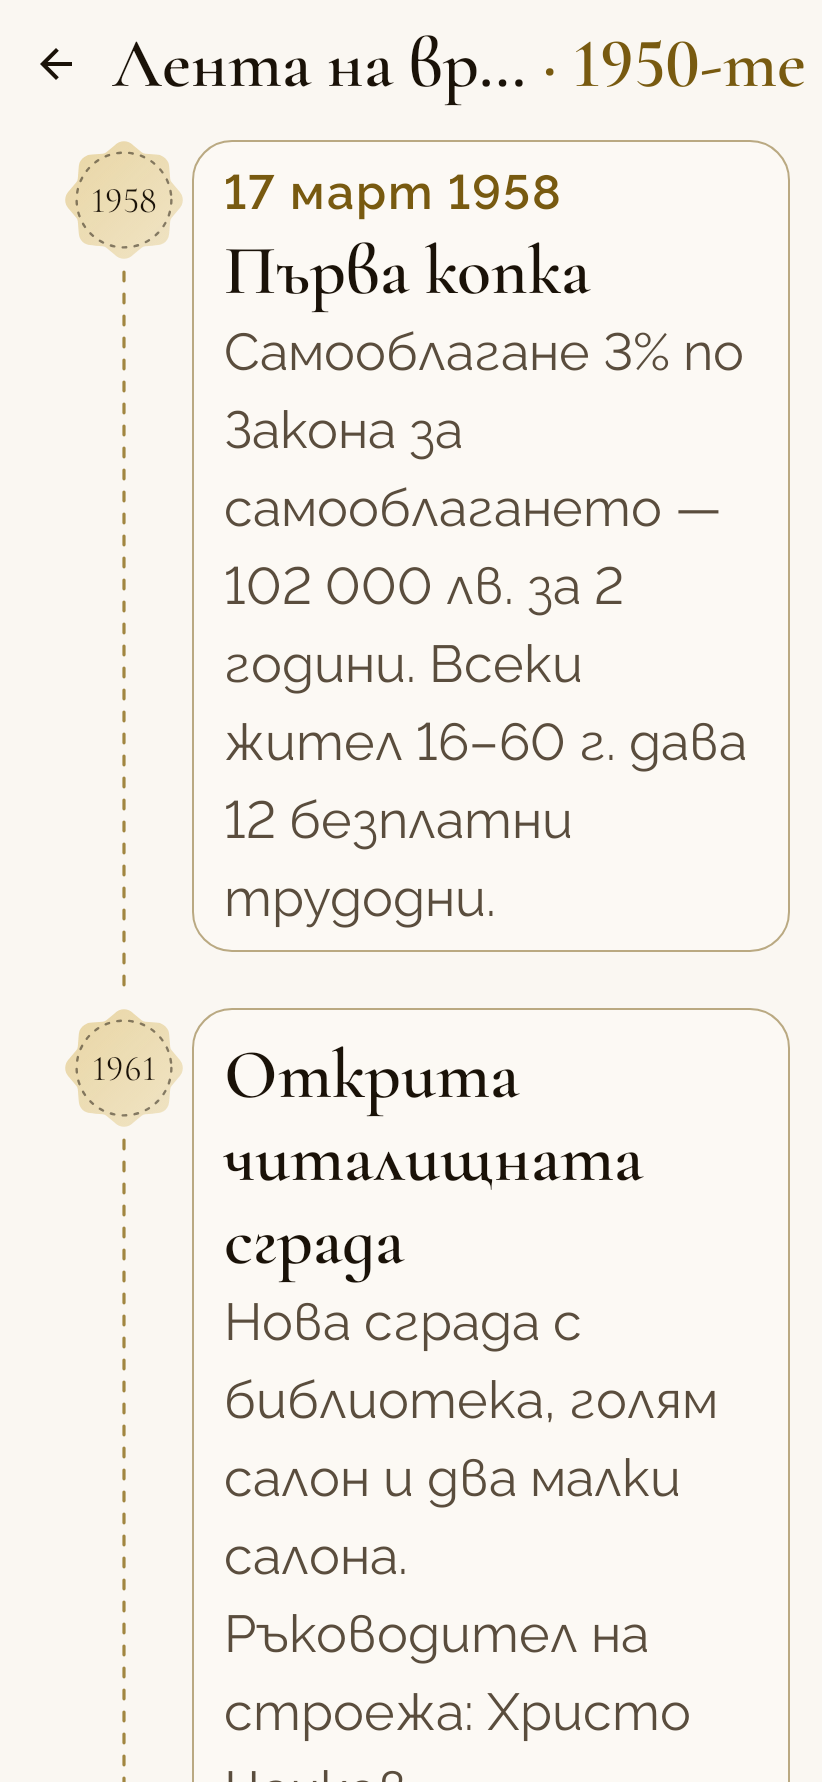 Лента на вр... · 1950-те
1958
17 март 1958
Първа копка
Самооблагане 3% по
Закона за
самооблагането —
102 000 лв. за 2
години. Всеки
жител 16–60 г. дава
12 безплатни
трудодни.
1961
Открита
читалищната
сграда
Нова сграда с
библиотека, голям
салон и два малки
салона.
Ръководител на
строежа: Христо